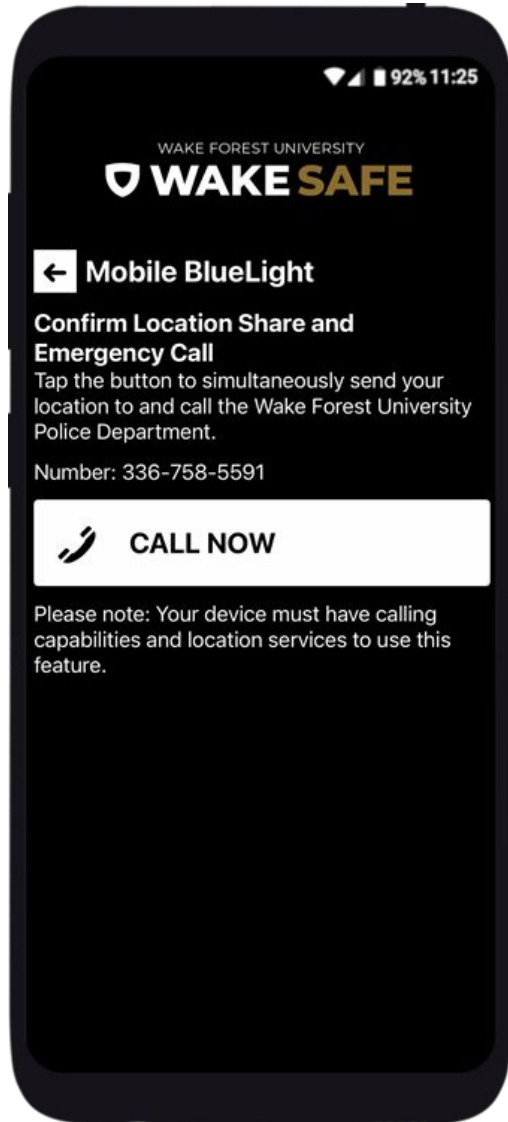 92% 11:25
WAKE FOREST UNIVERSITY
WAKE SAFE
Mobile BlueLight
Confirm Location Share and
Emergency Call
Tap the button to simultaneously send your
location to and call the Wake Forest University
Police Department.
Number: 336-758-5591
CALL NOW
Please note: Your device must have calling
capabilities and location services to use this
feature.